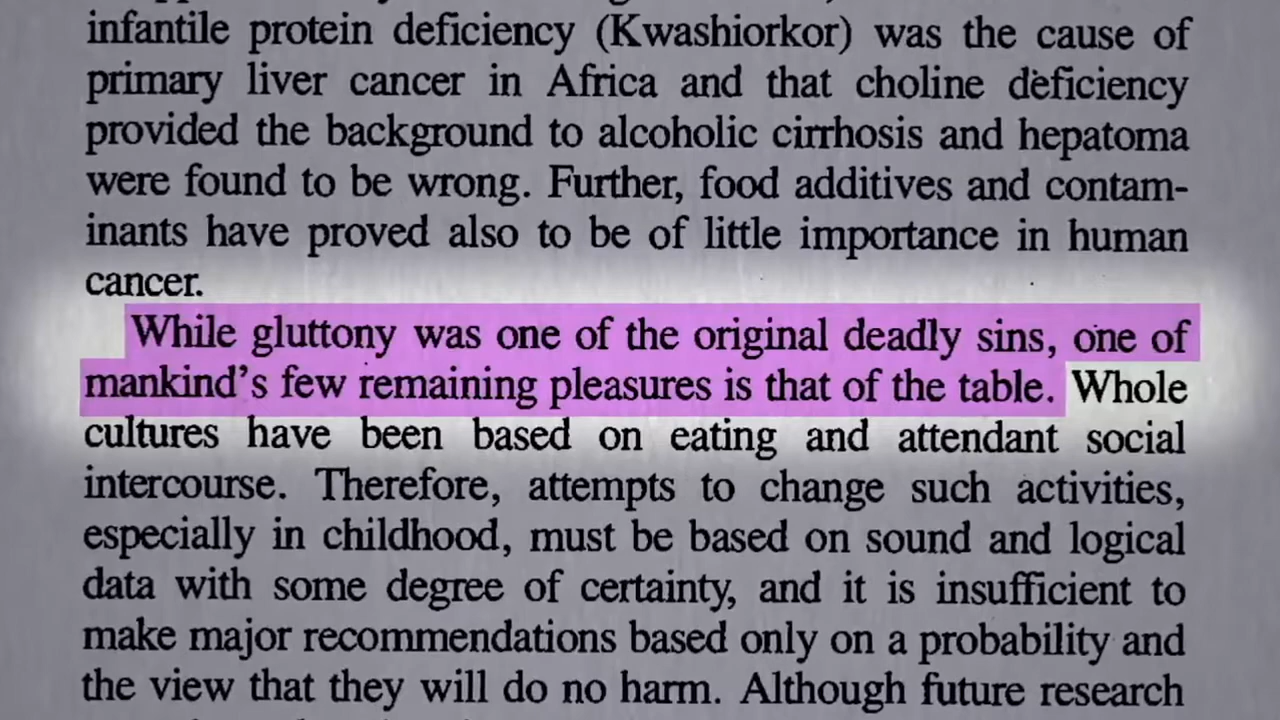 infantile protein deficiency (Kwashiorkor) was the cause of
primary liver cancer in Africa and that choline deficiency
provided the background to alcoholic cirrhosis and hepatoma
were found to be wrong. Further, food additives and contam-
inants have proved also to be of little importance in human
cancer.
While gluttony was one of the original deadly sins, one of
mankind's few remaining pleasures is that of the table. Whole
cultures have been based on eating and attendant social
intercourse. Therefore, attempts to change such activities,
especially in childhood, must be based on sound and logical
data with some degree of certainty, and it is insufficient to
make major recommendations based only on a probability and
the view that they will do no harm. Although future research